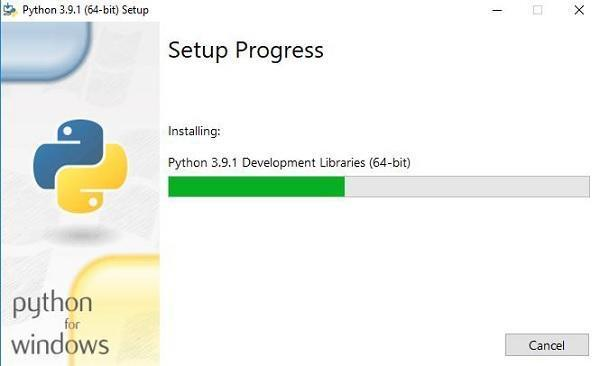 Python 3.9.1 (64-bit) Setup
Setup Progress
Installing:
Python 3.9.1 Development Libraries (64-bit)
python
for
windows
Cancel